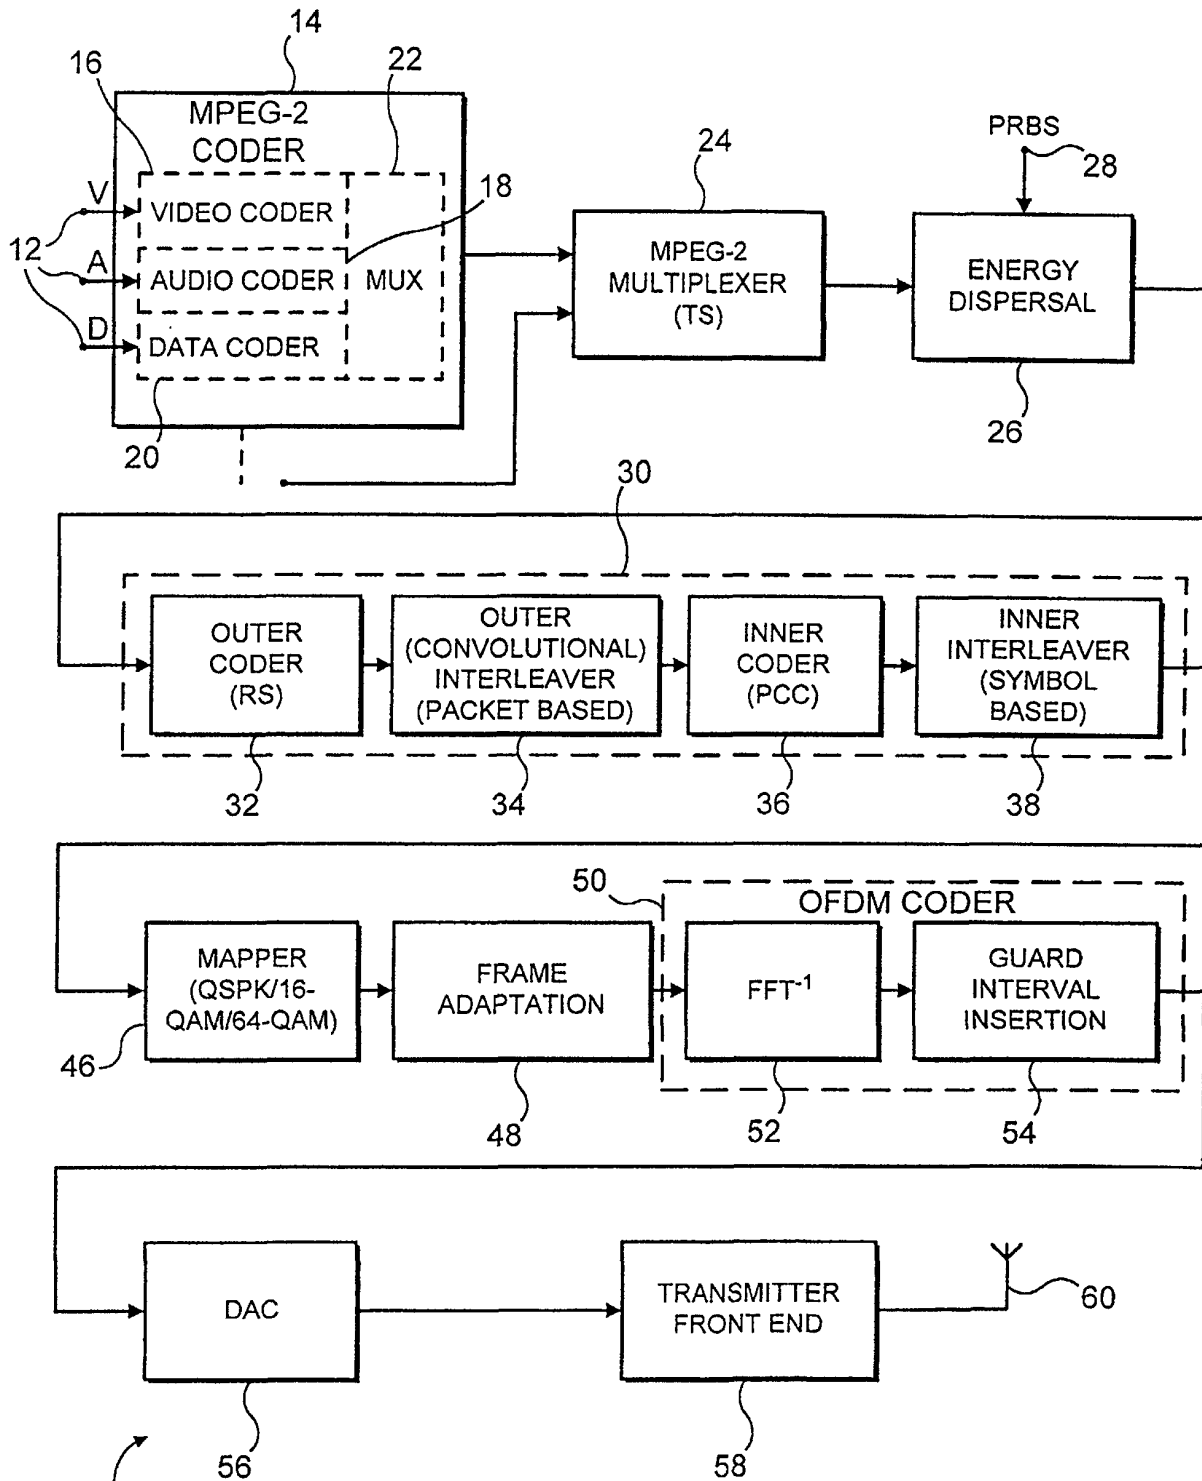 14
16
22
MPEG-2
CODER
24
PRBS
28
V
VIDEO CODER
18
12
A
AUDIO CODER
MUX
MPEG-2
MULTIPLEXER
(TS)
ENERGY
DISPERSAL
D
DATA CODER
20
26
30
OUTER
CODER
(RS)
OUTER
(CONVOLUTIONAL)
INTERLEAVER
(PACKET BASED)
INNER
CODER
(PCC)
INNER
INTERLEAVER
(SYMBOL
BASED)
32
34
36
38
50
OFDM CODER
MAPPER
(QSPK/16-
QAM/64-QAM)
FRAME
ADAPTATION
FFT-1
GUARD
INTERVAL
INSERTION
46
48
52
54
DAC
TRANSMITTER
FRONT END
60
56
58